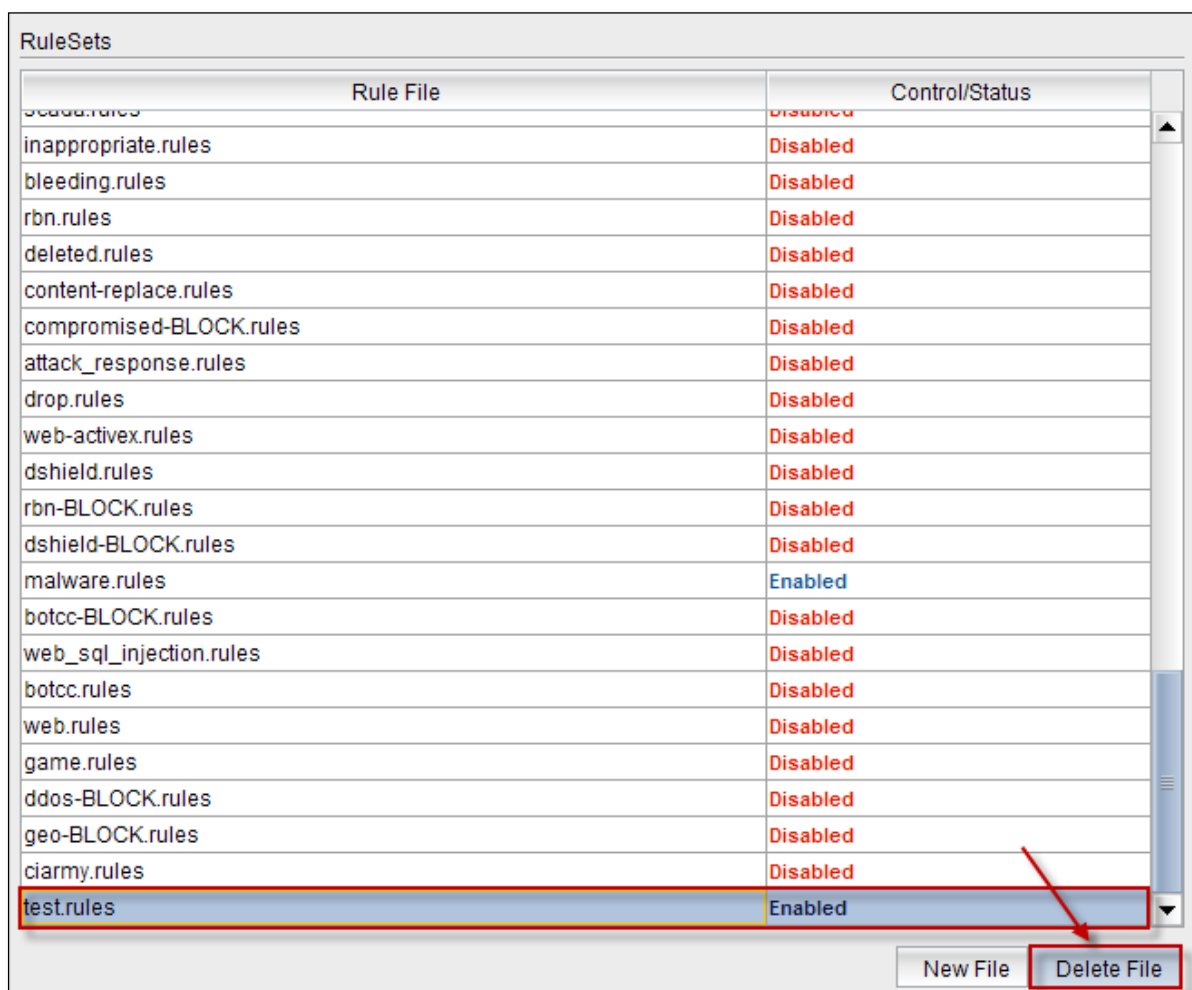 RuleSets
Rule File Control/Status
scada.rules Disabled
inappropriate.rules Disabled
bleeding.rules Disabled
rbn.rules Disabled
deleted.rules Disabled
content-replace.rules Disabled
compromised-BLOCK.rules Disabled
attack_response.rules Disabled
drop.rules Disabled
web-activex.rules Disabled
dshield.rules Disabled
rbn-BLOCK.rules Disabled
dshield-BLOCK.rules Disabled
malware.rules Enabled
botcc-BLOCK.rules Disabled
web_sql_injection.rules Disabled
botcc.rules Disabled
web.rules Disabled
game.rules Disabled
ddos-BLOCK.rules Disabled
geo-BLOCK.rules Disabled
ciarmy.rules Disabled
test.rules Enabled
New File Delete File